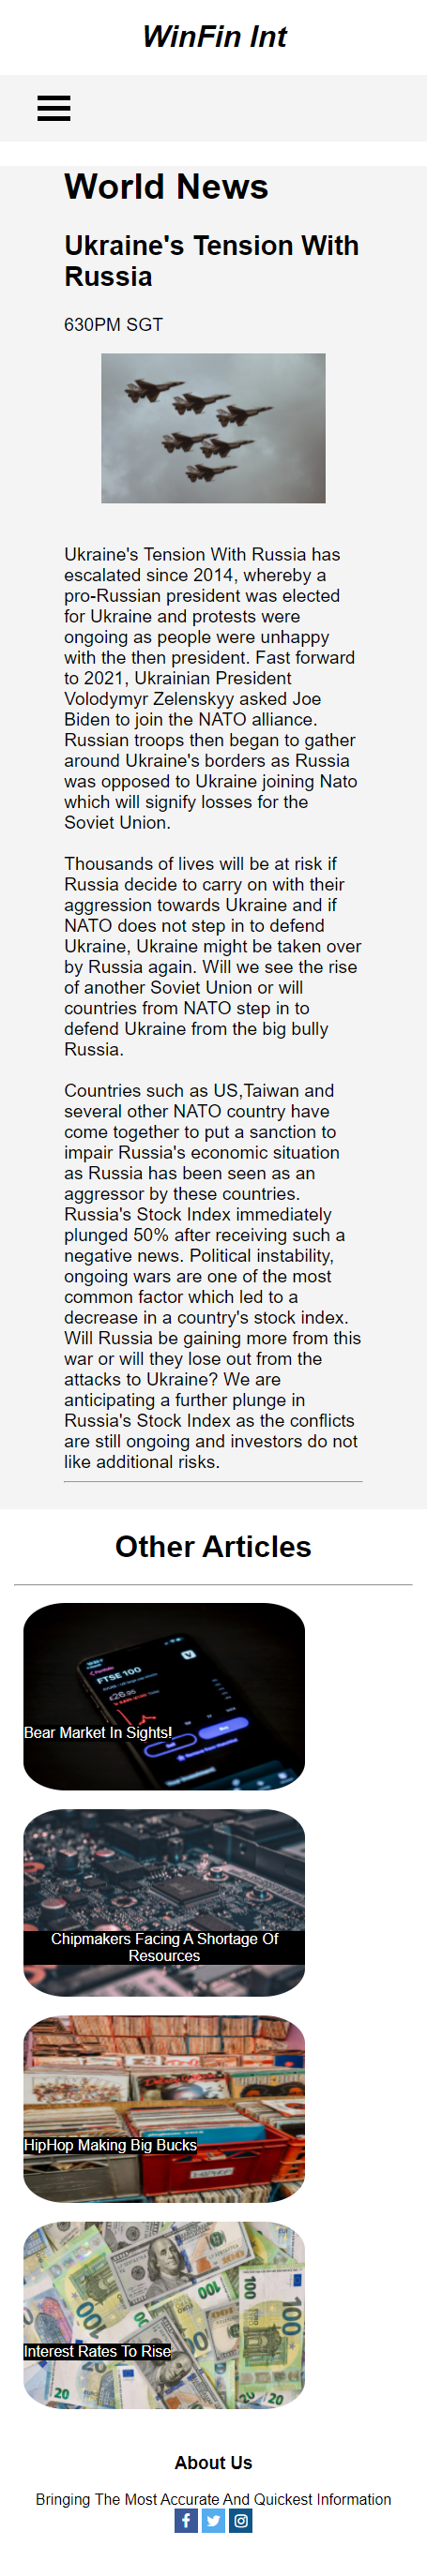 WinFin Int
World News
Ukraine's Tension With
Russia
630PM SGT
Ukraine's Tension With Russia has
escalated since 2014, whereby a
pro-Russian president was elected
for Ukraine and protests were
ongoing as people were unhappy
with the then president. Fast forward
to 2021, Ukrainian President
Volodymyr Zelenskyy asked Joe
Biden to join the NATO alliance.
Russian troops then began to gather
around Ukraine's borders as Russia
was opposed to Ukraine joining Nato
which will signify losses for the
Soviet Union.
Thousands of lives will be at risk if
Russia decide to carry on with their
aggression towards Ukraine and if
NATO does not step in to defend
Ukraine, Ukraine might be taken over
by Russia again. Will we see the rise
of another Soviet Union or will
countries from NATO step in to
defend Ukraine from the big bully
Russia.
Countries such as US,Taiwan and
several other NATO country have
come together to put a sanction to
impair Russia's economic situation
as Russia has been seen as an
aggressor by these countries.
Russia's Stock Index immediately
plunged 50% after receiving such a
negative news. Political instability,
ongoing wars are one of the most
common factor which led to a
decrease in a country's stock index.
Will Russia be gaining more from this
war or will they lose out from the
attacks to Ukraine? We are
anticipating a further plunge in
Russia's Stock Index as the conflicts
are still ongoing and investors do not
like additional risks.
Other Articles
FTSE 100
Bear Market In Sights!
Chipmakers Facing A Shortage Of
Resources
HipHop Making Big Bucks
100
100
Interest Rates To Rise
20
20
About Us
Bringing The Most Accurate And Quickest Information